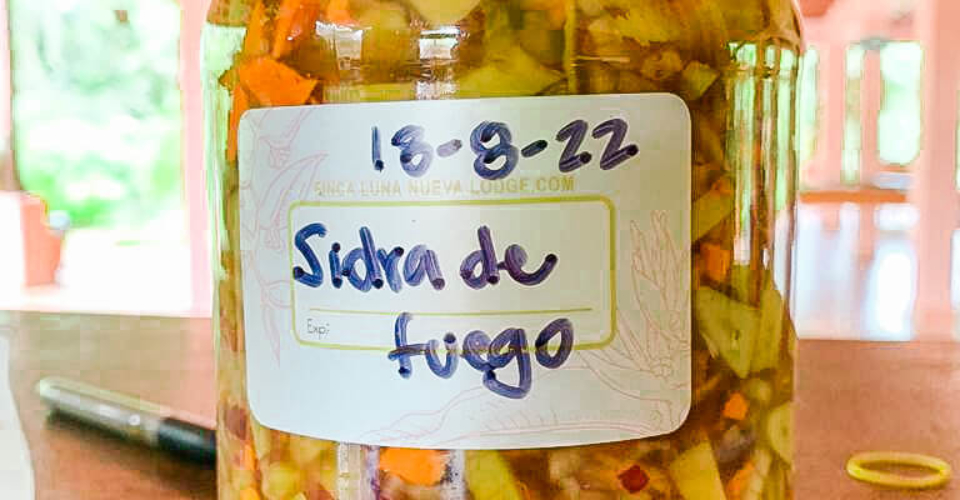 18-8-22
FINCA LUNA NUEVA LODGE.COM
Sidra de
Exp:
fuego